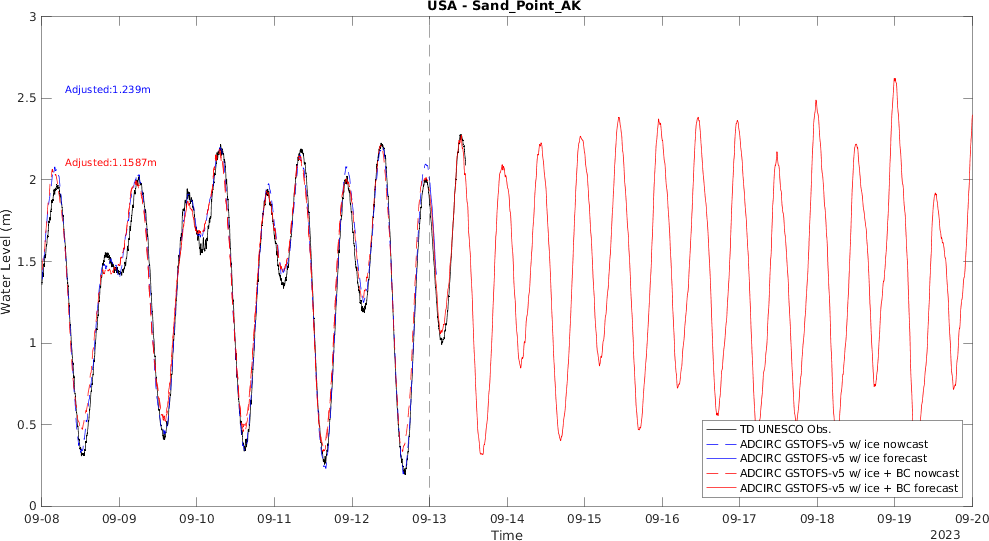 USA - Sand_Point_AK
3
2.5
2
1.5
1
0.5
0
Water Level (m)
Adjusted:1.239m
Adjusted:1.1587m
TD UNESCO Obs.
ADCIRC GSTOFS-v5 w/ ice nowcast
ADCIRC GSTOFS-v5 w/ ice forecast
ADCIRC GSTOFS-v5 w/ ice + BC nowcast
ADCIRC GSTOFS-v5 w/ ice + BC forecast
09-08 09-09 09-10 09-11 09-12 09-13 09-14 09-15 09-16 09-17 09-18 09-19 09-20
Time
2023